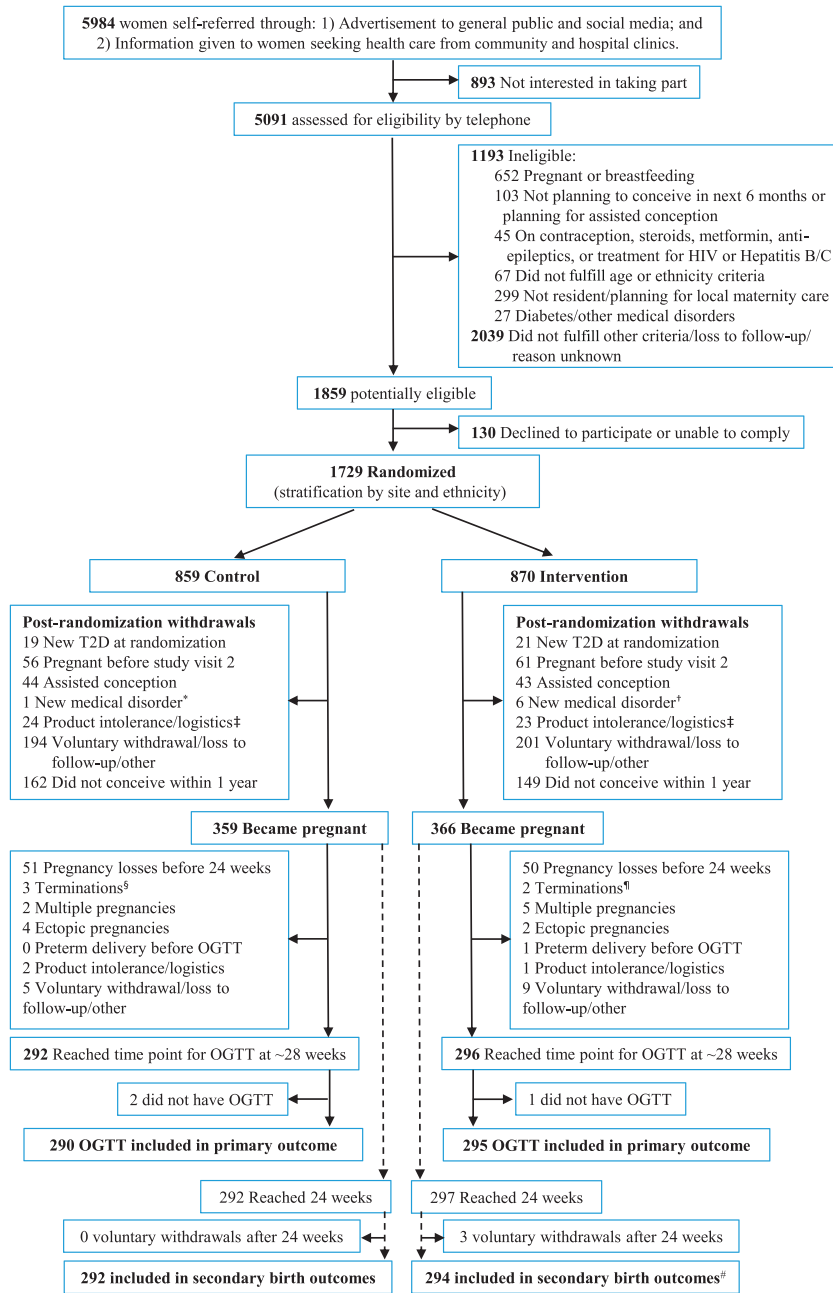 5984 women self-referred through: 1) Advertisement to general public and social media; and
2) Information given to women seeking health care from community and hospital clinics.
893 Not interested in taking part
5091 assessed for eligibility by telephone
1193 Ineligible:
652 Pregnant or breastfeeding
103 Not planning to conceive in next 6 months or
planning for assisted conception
45 On contraception, steroids, metformin, anti-
epileptics, or treatment for HIV or Hepatitis B/C
67 Did not fulfill age or ethnicity criteria
299 Not resident/planning for local maternity care
27 Diabetes/other medical disorders
2039 Did not fulfill other criteria/loss to follow-up/
reason unknown
1859 potentially eligible
130 Declined to participate or unable to comply
1729 Randomized
(stratification by site and ethnicity)
859 Control
870 Intervention
Post-randomization withdrawals
19 New T2D at randomization
56 Pregnant before study visit 2
44 Assisted conception
1 New medical disorder*
24 Product intolerance/logistics‡
194 Voluntary withdrawal/loss to
follow-up/other
162 Did not conceive within 1 year
Post-randomization withdrawals
21 New T2D at randomization
61 Pregnant before study visit 2
43 Assisted conception
6 New medical disorder†
23 Product intolerance/logistics‡
201 Voluntary withdrawal/loss to
follow-up/other
149 Did not conceive within 1 year
359 Became pregnant
366 Became pregnant
51 Pregnancy losses before 24 weeks
3 Terminations§
2 Multiple pregnancies
4 Ectopic pregnancies
0 Preterm delivery before OGTT
2 Product intolerance/logistics
5 Voluntary withdrawal/loss to
follow-up/other
50 Pregnancy losses before 24 weeks
2 Terminations¶
5 Multiple pregnancies
2 Ectopic pregnancies
1 Preterm delivery before OGTT
1 Product intolerance/logistics
9 Voluntary withdrawal/loss to
follow-up/other
292 Reached time point for OGTT at ~28 weeks
296 Reached time point for OGTT at ~28 weeks
2 did not have OGTT
1 did not have OGTT
290 OGTT included in primary outcome
295 OGTT included in primary outcome
292 Reached 24 weeks
297 Reached 24 weeks
0 voluntary withdrawals after 24 weeks
3 voluntary withdrawals after 24 weeks
292 included in secondary birth outcomes
294 included in secondary birth outcomes#